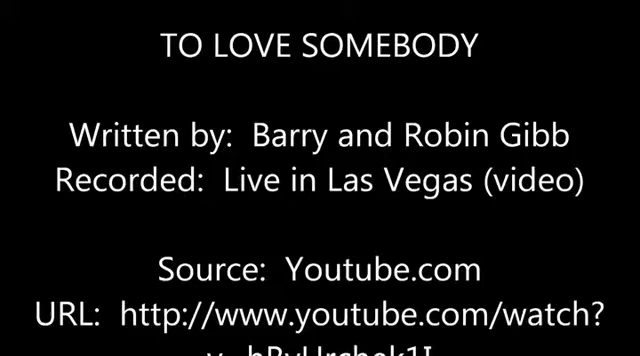 TO LOVE SOMEBODY
Written by: Barry and Robin Gibb
Recorded: Live in Las Vegas (video)
Source: Youtube.com
URL: http://www.youtube.com/watch?